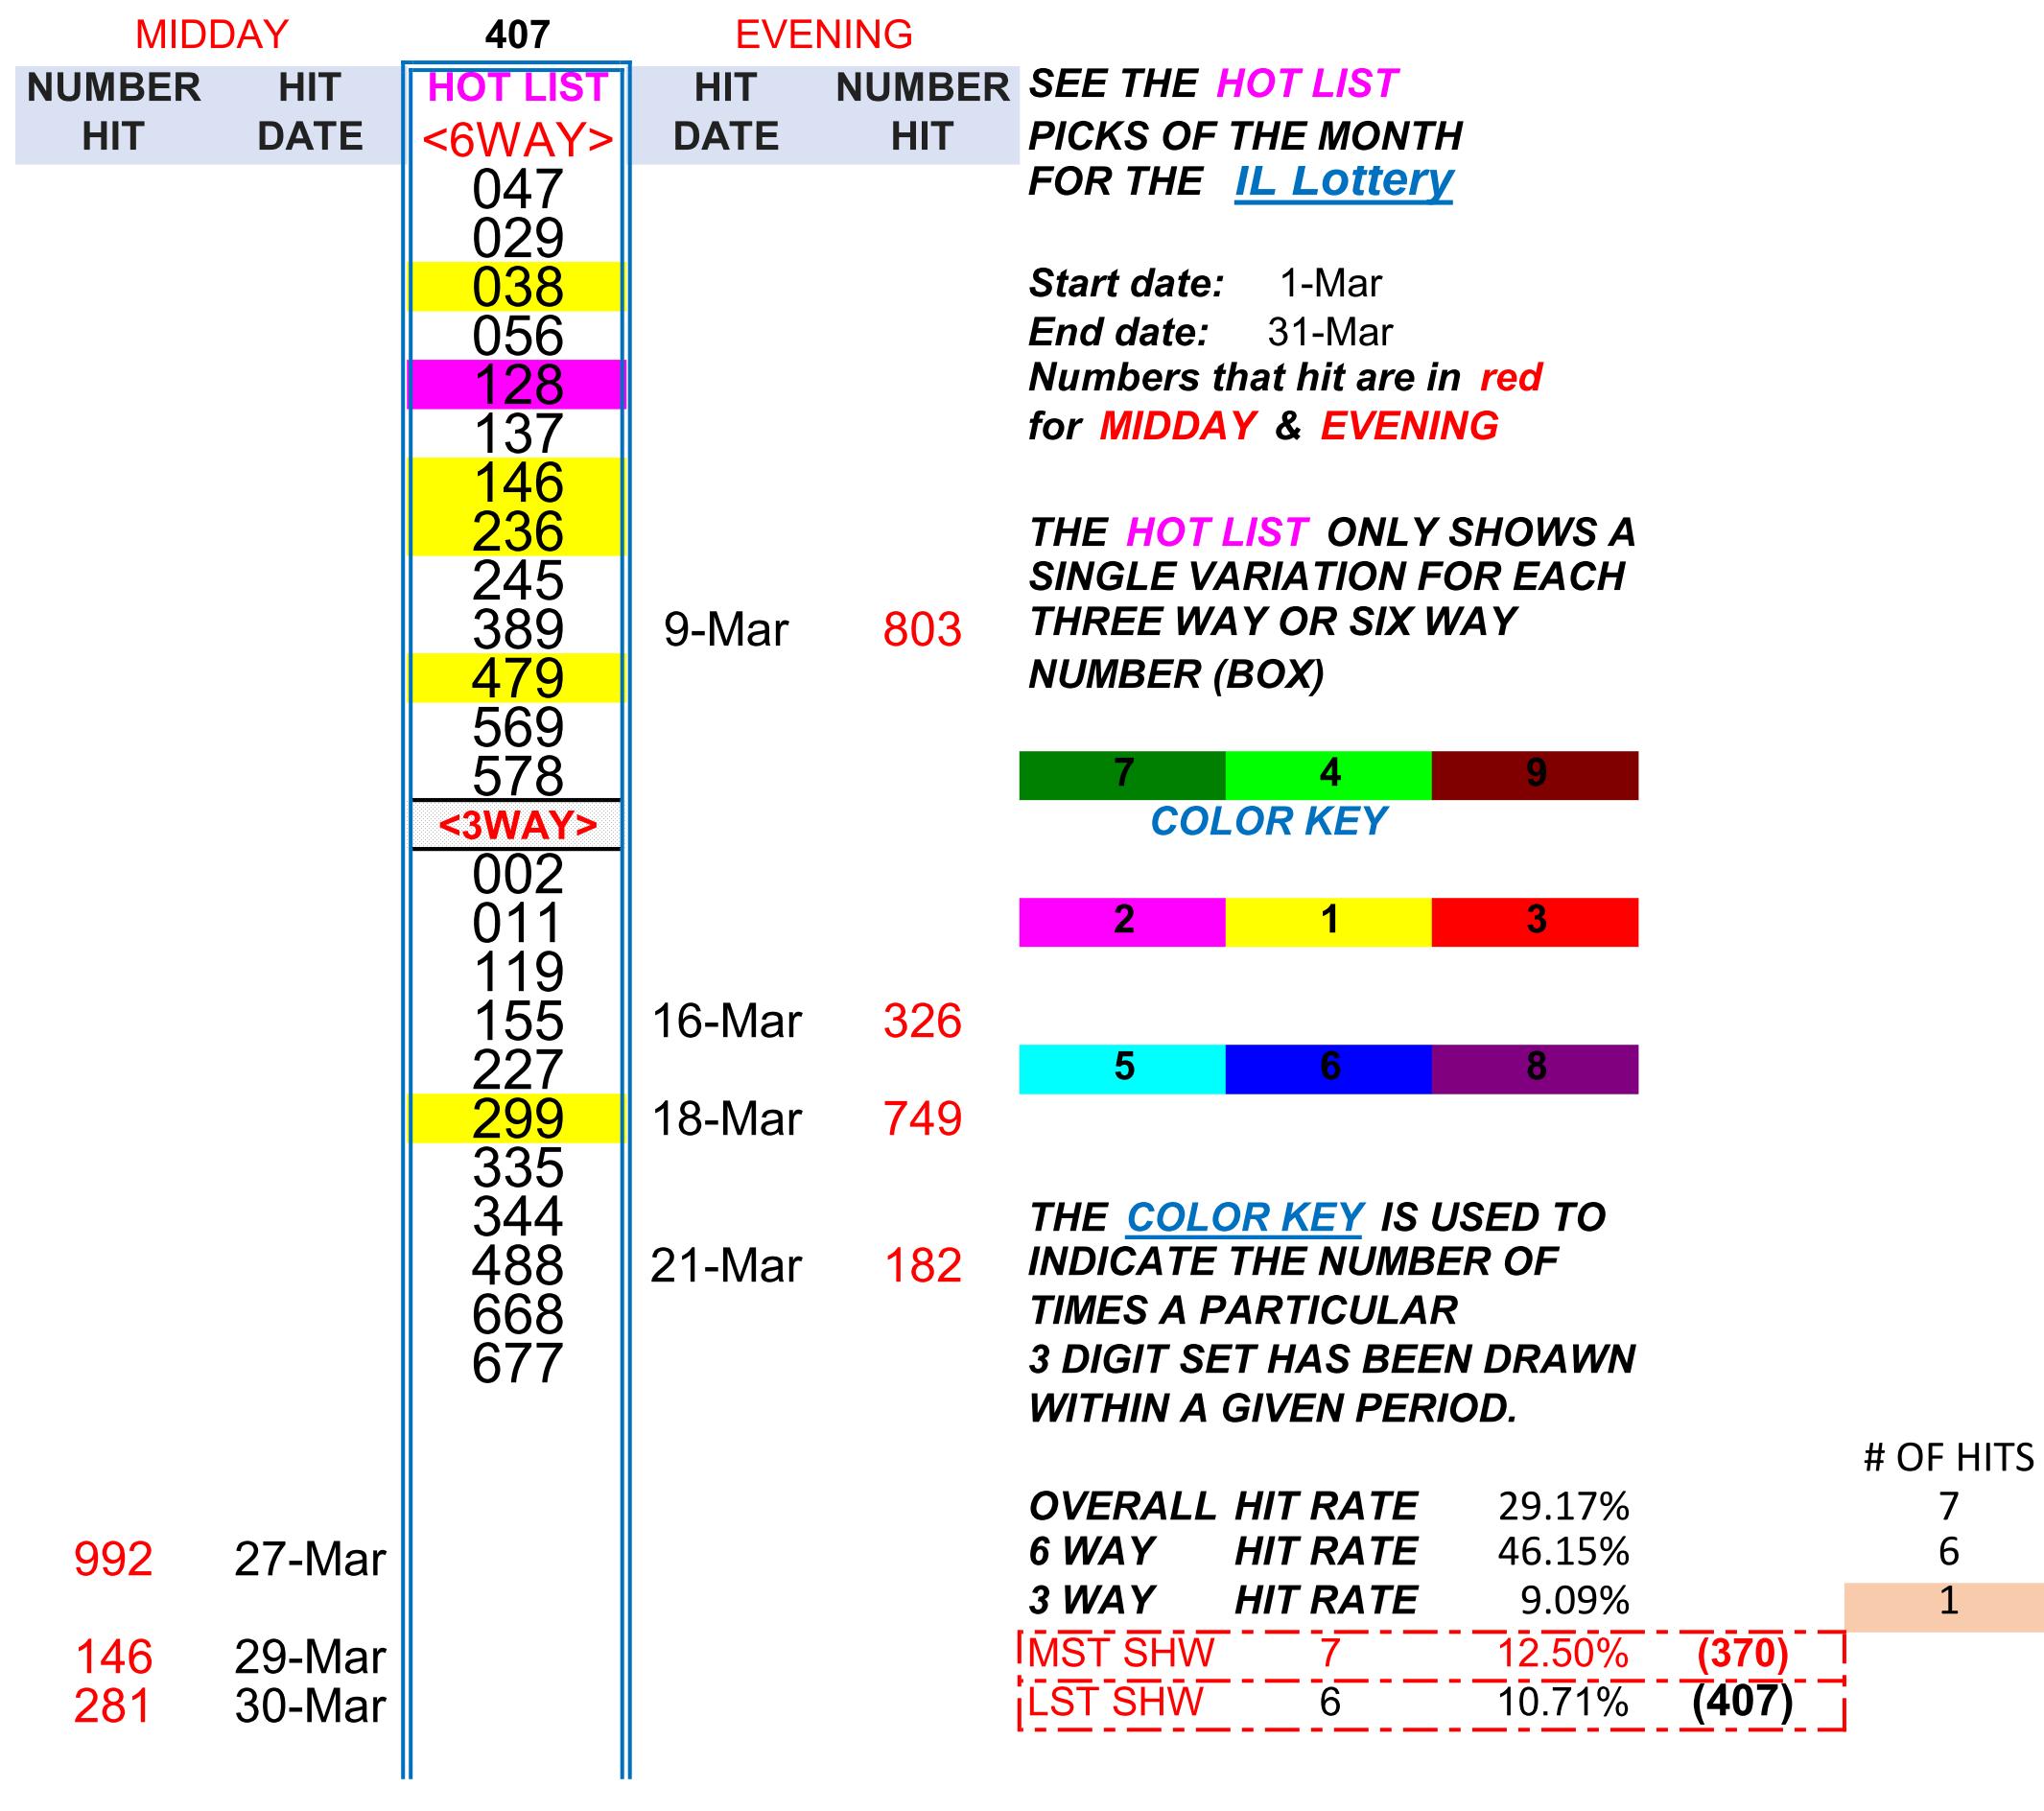 MIDDAY 407 EVENING
NUMBER HIT HOT LIST HIT NUMBER SEE THE HOT LIST
HIT DATE <6WAY> DATE HIT PICKS OF THE MONTH
047 FOR THE IL Lottery
029
038 Start date: 1-Mar
056 End date: 31-Mar
128 Numbers that hit are in red
137 for MIDDAY & EVENING
146
236 THE HOT LIST ONLY SHOWS A
245 SINGLE VARIATION FOR EACH
389 9-Mar 803 THREE WAY OR SIX WAY
479 NUMBER (BOX)
569
578 7 4 9
<3WAY> COLOR KEY
002
011 2 1 3
119
155 16-Mar 326
227 5 6 8
299 18-Mar 749
335
344 THE COLOR KEY IS USED TO
488 21-Mar 182 INDICATE THE NUMBER OF
668 TIMES A PARTICULAR
677 3 DIGIT SET HAS BEEN DRAWN
WITHIN A GIVEN PERIOD.
# OF HITS
OVERALL HIT RATE 29.17% 7
992 27-Mar 6 WAY HIT RATE 46.15% 6
3 WAY HIT RATE 9.09% 1
146 29-Mar MST SHW 7 12.50% (370)
281 30-Mar LST SHW 6 10.71% (407)